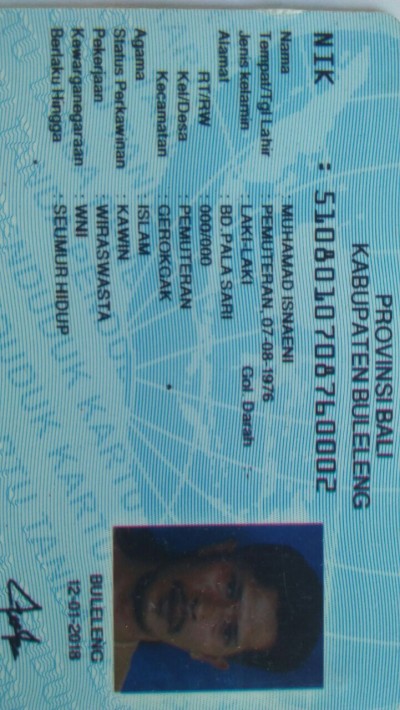 PROVINSI BALI
KABUPATEN BULELENG
NIK : 5108010708760002
Nama : MUHAMAD ISNAENI
Tempat/Tgl Lahir : PEMUTERAN, 07-08-1976
Jenis kelamin : LAKI-LAKI Gol. Darah : -
Alamat : BD.PALA SARI
RT/RW : 000/000
Kel/Desa : PEMUTERAN
Kecamatan : GEROKGAK
Agama : ISLAM
Status Perkawinan : KAWIN
Pekerjaan : WIRASWASTA
Kewarganegaraan : WNI
Berlaku Hingga : SEUMUR HIDUP
BULELENG
12-01-2018